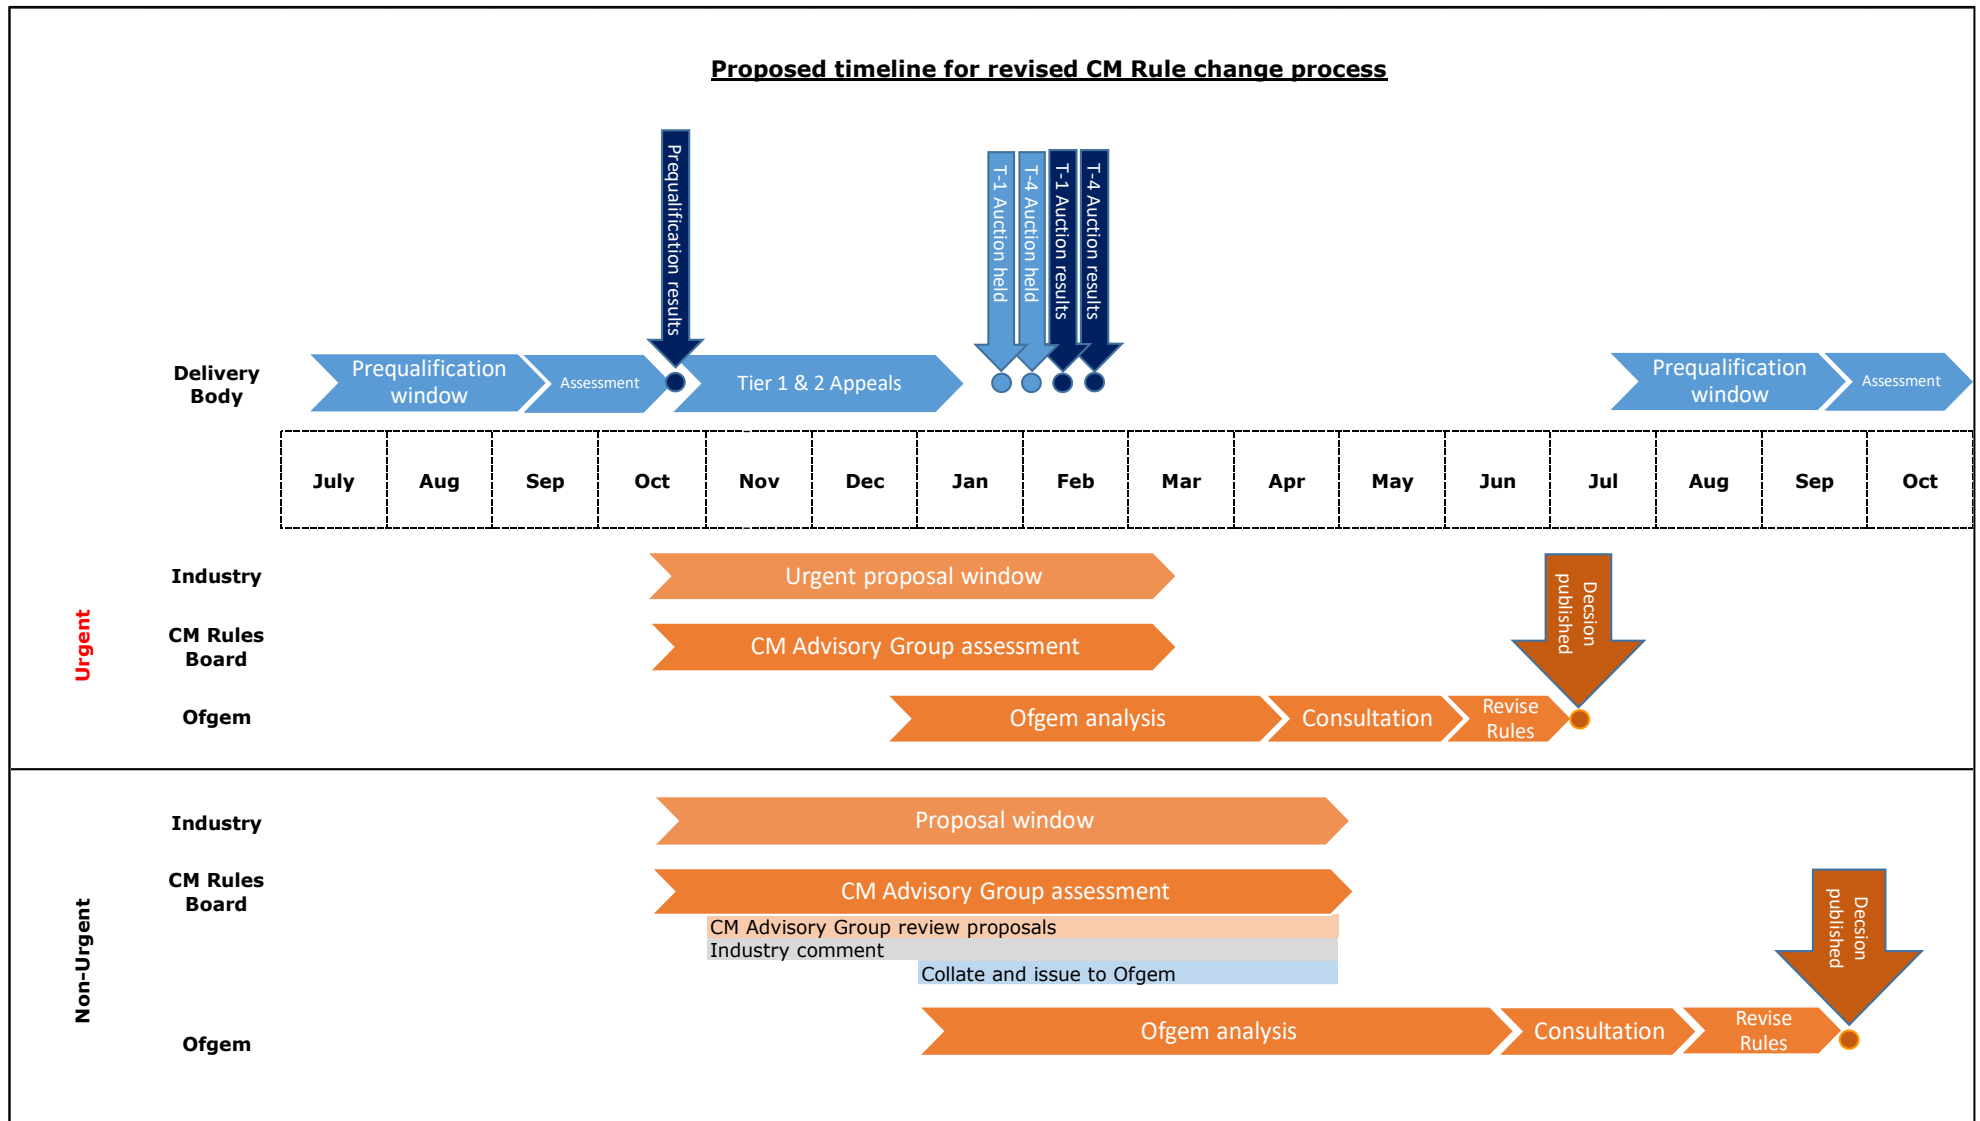 Proposed timeline for revised CM Rule change process
Prequalification results
T-1 Auction held
T-4 Auction held
T-1 Auction results
T-4 Auction results
Delivery
Body
Prequalification
window
Assessment
Tier 1 & 2 Appeals
Prequalification
window
Assessment
July
Aug
Sep
Oct
Nov
Dec
Jan
Feb
Mar
Apr
May
Jun
Jul
Aug
Sep
Oct
Urgent
Industry
Urgent proposal window
CM Rules
Board
CM Advisory Group assessment
Ofgem
Ofgem analysis
Consultation
Revise
Rules
Decsion
published
Non-Urgent
Industry
Proposal window
CM Rules
Board
CM Advisory Group assessment
CM Advisory Group review proposals
Industry comment
Collate and issue to Ofgem
Ofgem
Ofgem analysis
Consultation
Revise
Rules
Decsion
published